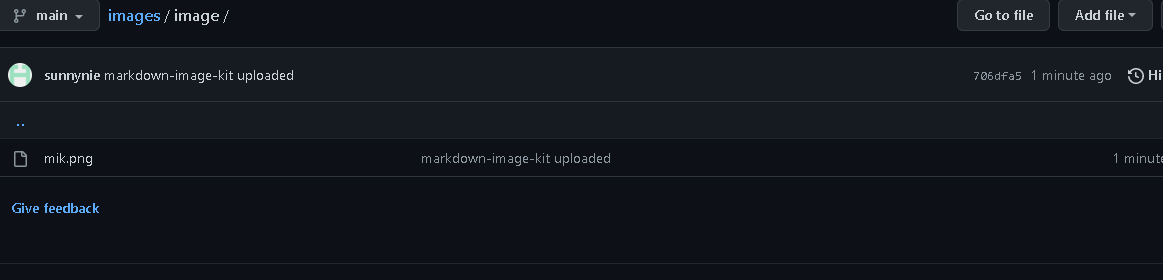 main images / image / Go to file Add file
sunnynie markdown-image-kit uploaded 706dfa5 1 minute ago Hi
..
mik.png markdown-image-kit uploaded 1 minute
Give feedback